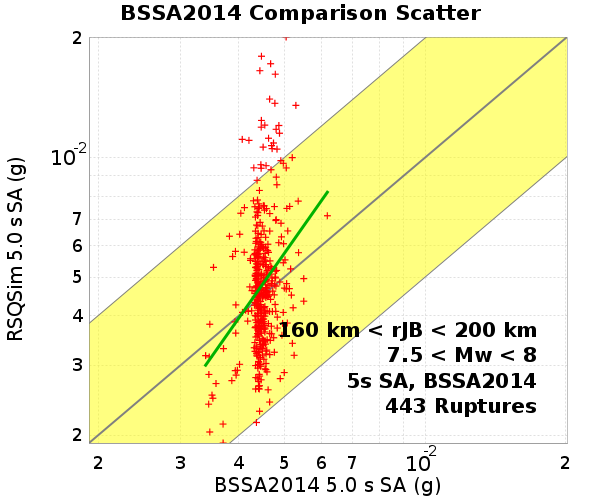 BSSA2014 Comparison Scatter
RSQSim 5.0 s SA (g)
2
10-2
7
6
5
4
3
2
160 km < rJB < 200 km
7.5 < Mw < 8
5s SA, BSSA2014
443 Ruptures
2 3 4 5 6 7 10-2 2
BSSA2014 5.0 s SA (g)